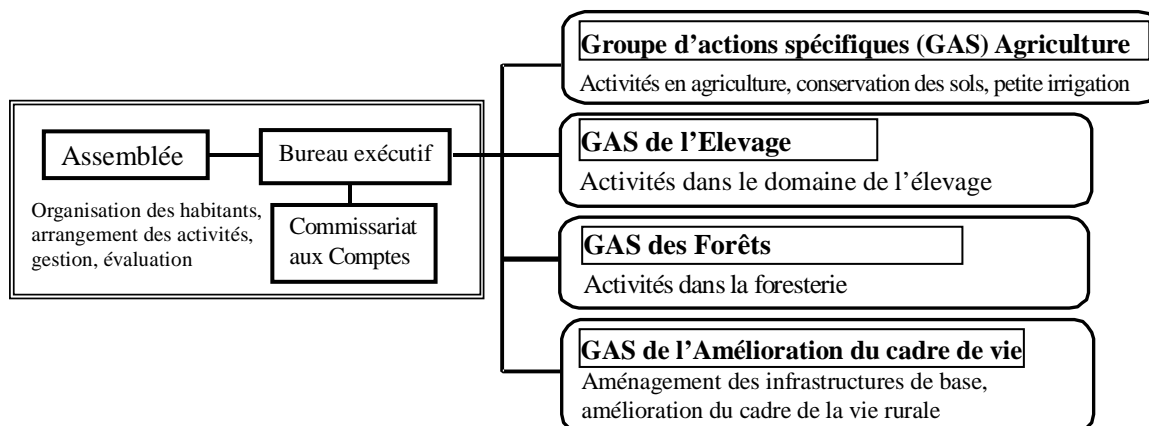 Assemblée
Bureau exécutif
Organisation des habitants,
arrangement des activités,
gestion, évaluation
Commissariat
aux Comptes
Groupe d’actions spécifiques (GAS) Agriculture
Activités en agriculture, conservation des sols, petite irrigation
GAS de l’Elevage
Activités dans le domaine de l’élevage
GAS des Forêts
Activités dans la foresterie
GAS de l’Amélioration du cadre de vie
Aménagement des infrastructures de base,
amélioration du cadre de la vie rurale